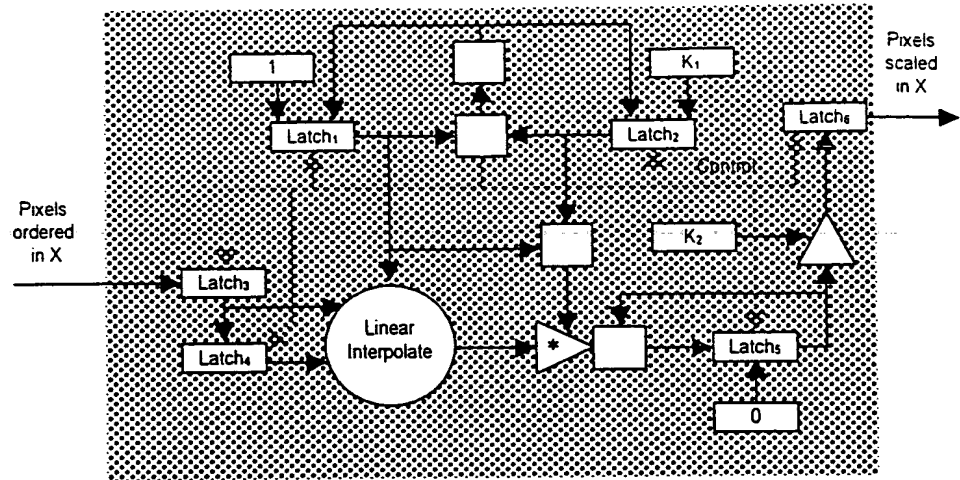 Pixels
scaled
in X
1
K₁
Latch₁
Latch₂
Latch₆
Control
Pixels
ordered
in X
K₂
Latch₃
Linear
Interpolate
*
Latch₄
Latch₅
0